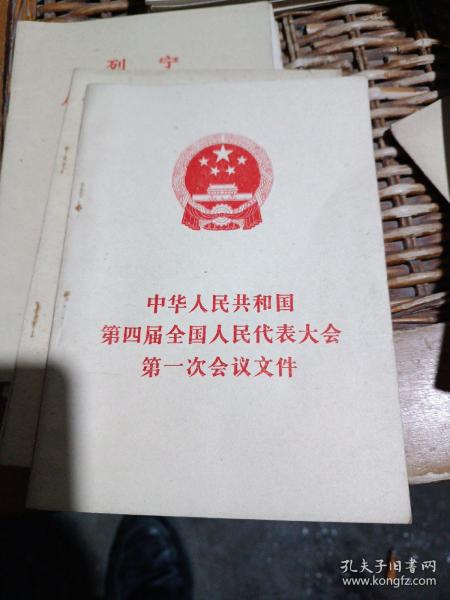 列宁
中华人民共和国
第四届全国人民代表大会
第一次会议文件
孔夫子旧书网
www.kongfz.com